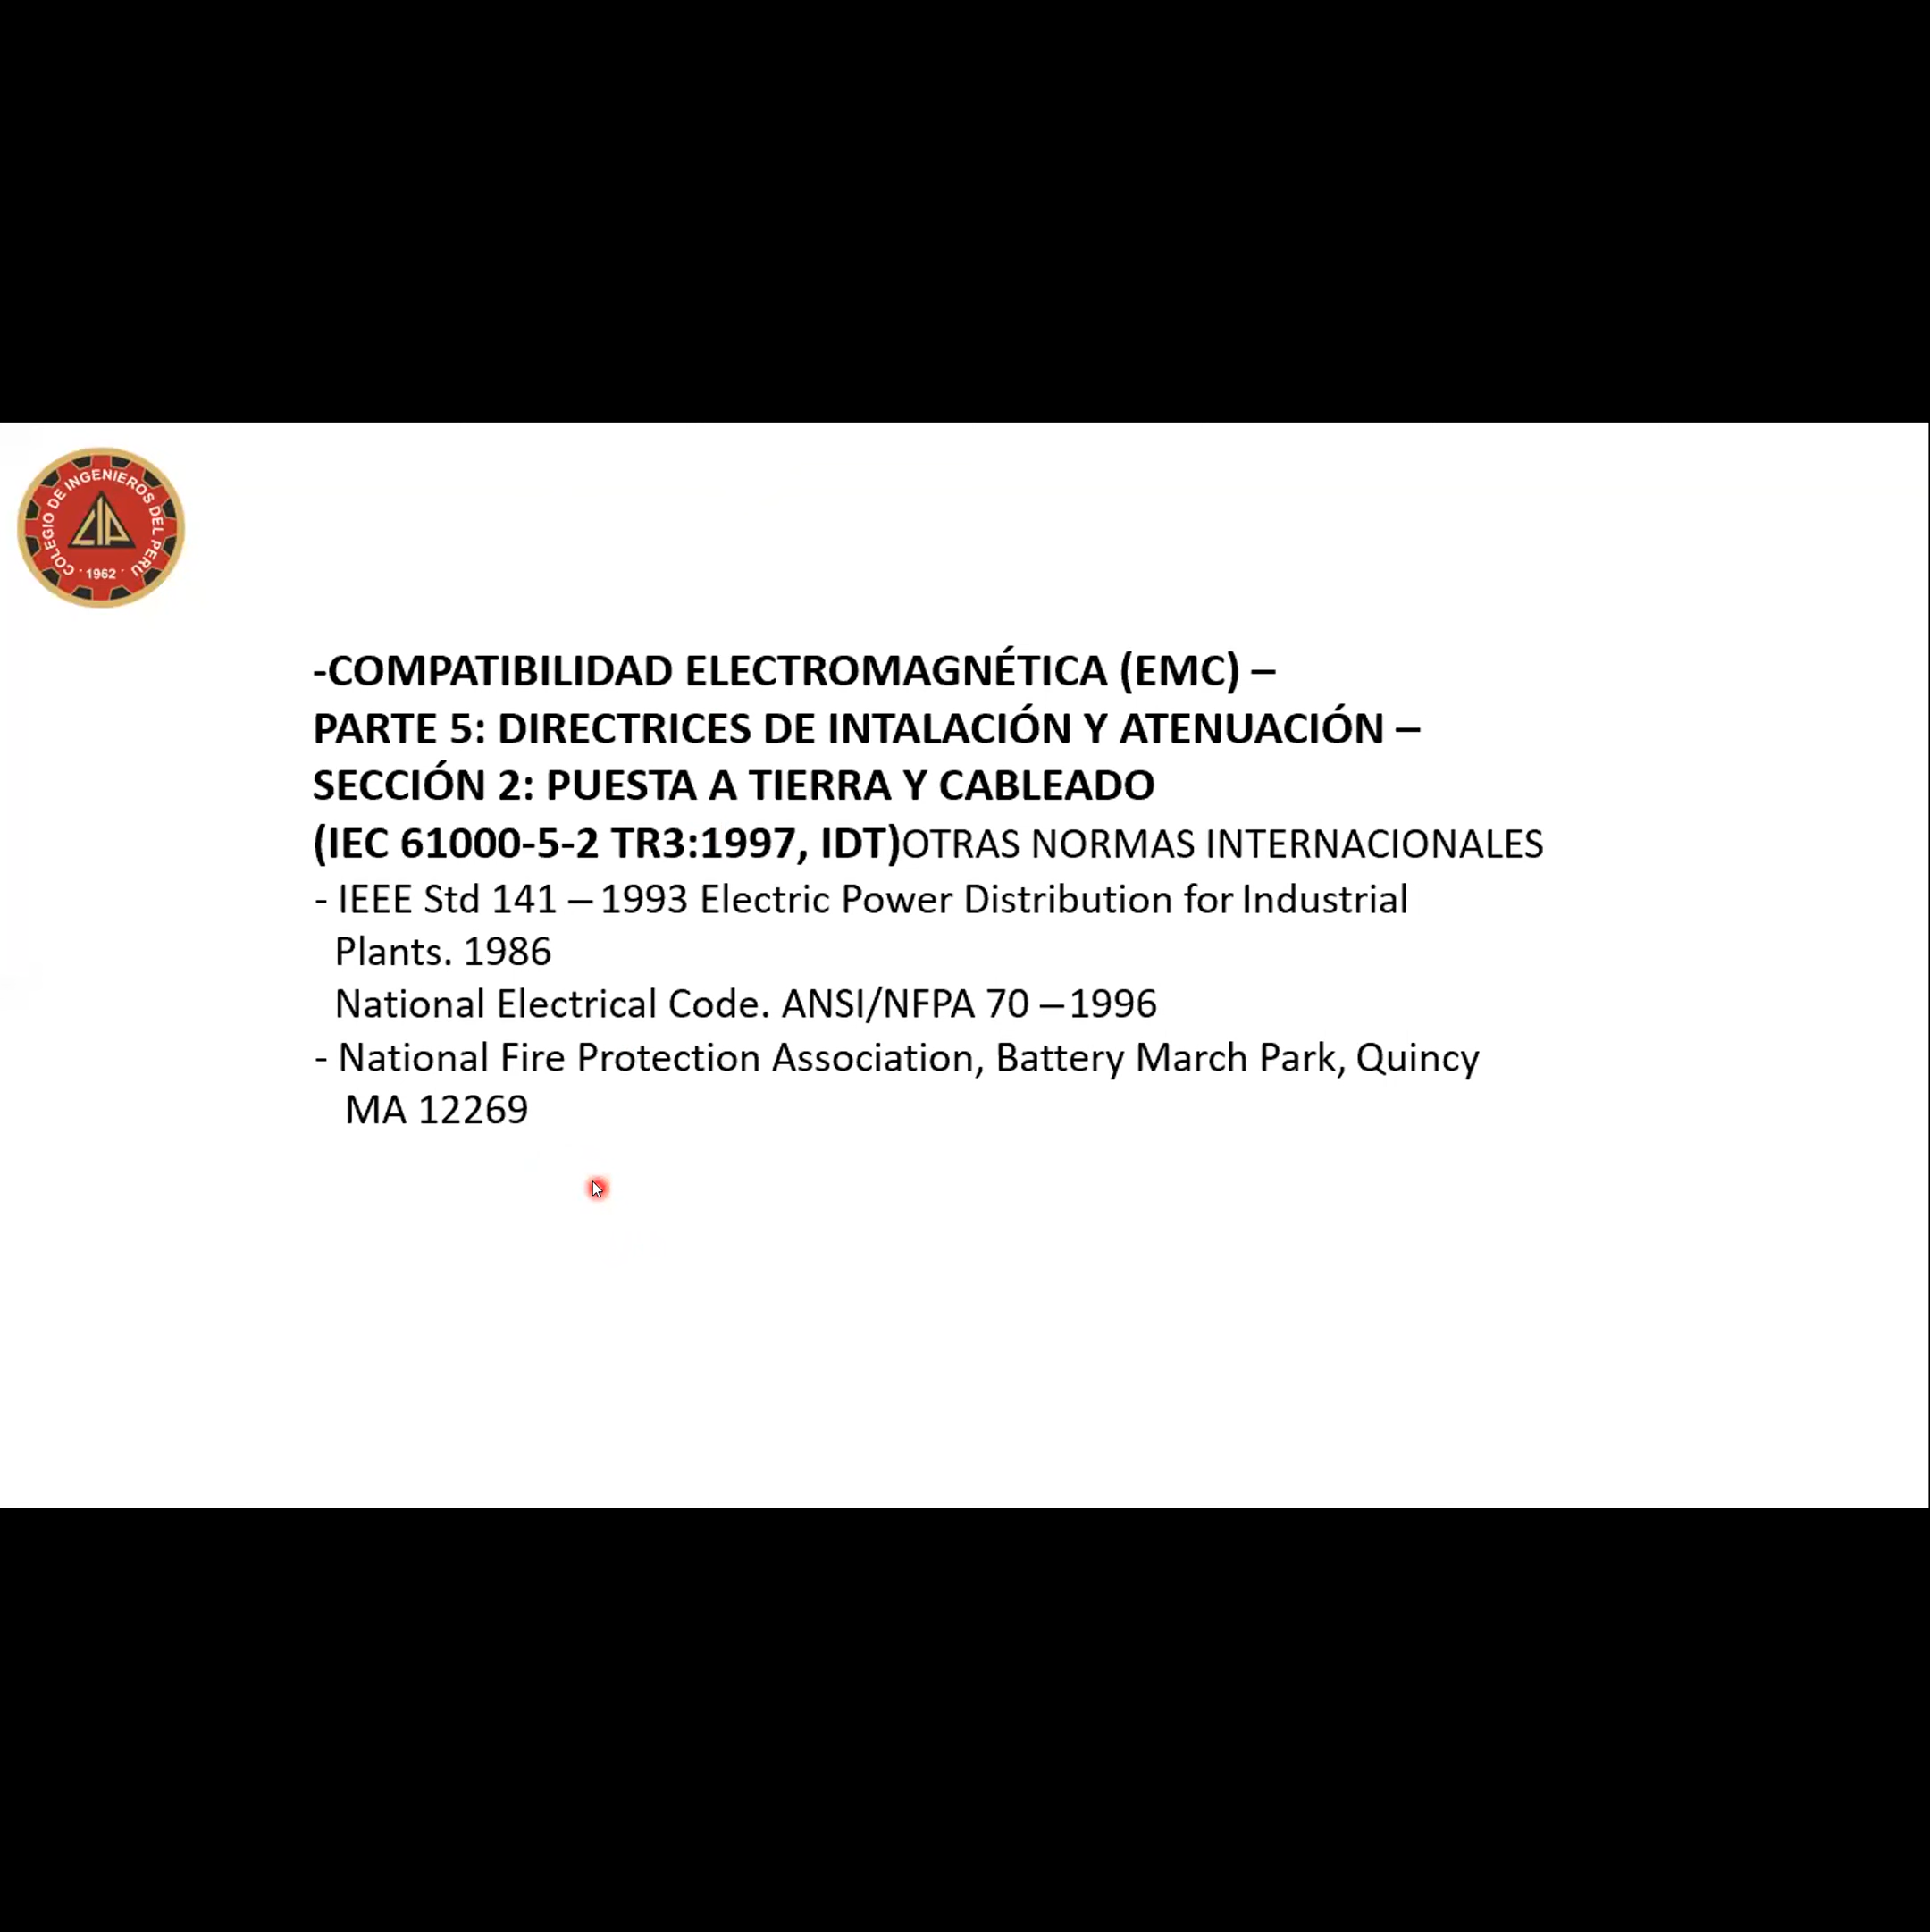 COLEGIO DE INGENIEROS DEL PERU
CIP
· 1962 ·
-COMPATIBILIDAD ELECTROMAGNÉTICA (EMC) –
PARTE 5: DIRECTRICES DE INTALACIÓN Y ATENUACIÓN –
SECCIÓN 2: PUESTA A TIERRA Y CABLEADO
(IEC 61000-5-2 TR3:1997, IDT)OTRAS NORMAS INTERNACIONALES
- IEEE Std 141 – 1993 Electric Power Distribution for Industrial
Plants. 1986
National Electrical Code. ANSI/NFPA 70 – 1996
- National Fire Protection Association, Battery March Park, Quincy
MA 12269